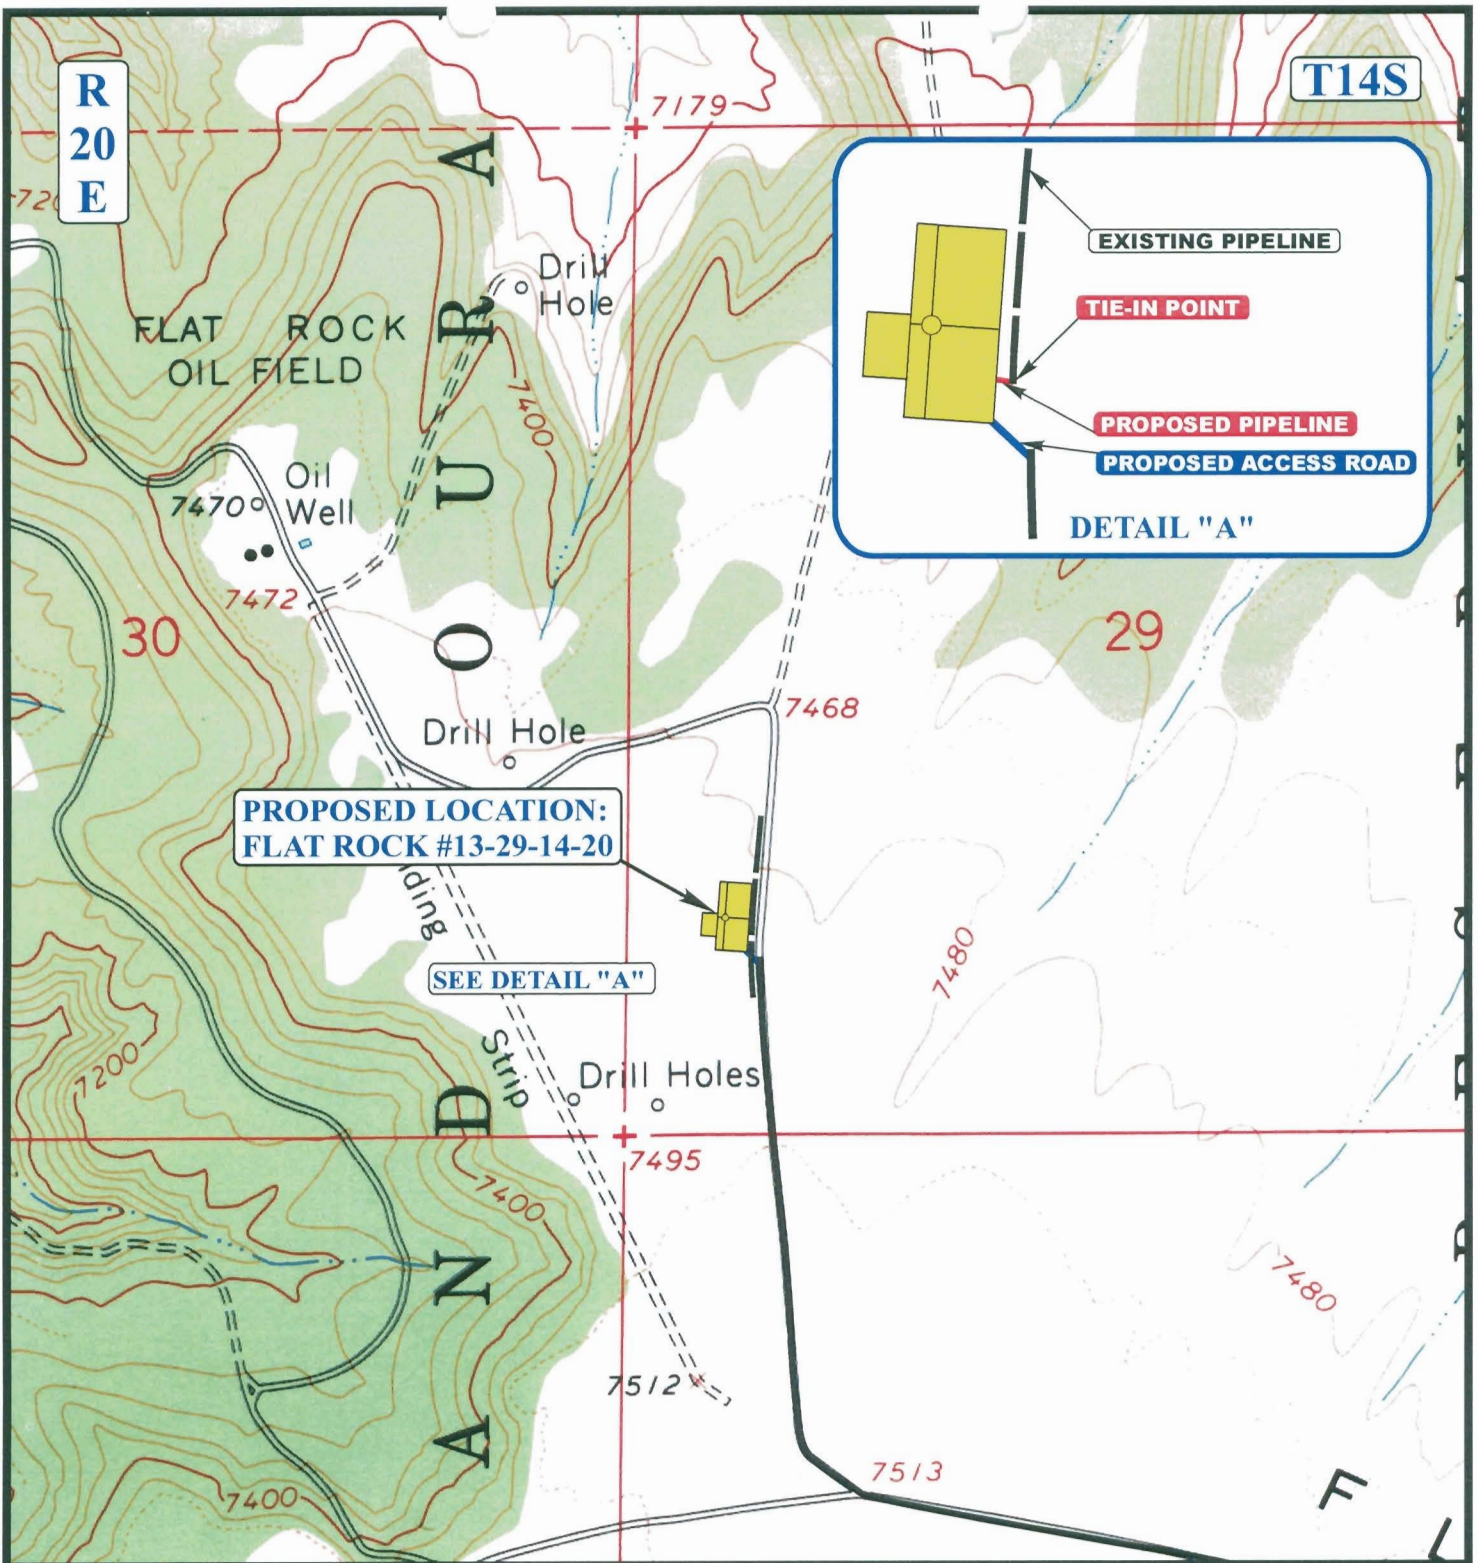 R
20
E
T14S
7179
720
EXISTING PIPELINE
TIE-IN POINT
PROPOSED PIPELINE
PROPOSED ACCESS ROAD
DETAIL "A"
Drill
Hole
FLAT ROCK
OIL FIELD
7400
Oil
Well
7470
7472
30
29
7468
Drill Hole
PROPOSED LOCATION:
FLAT ROCK #13-29-14-20
nding
SEE DETAIL "A"
Strip
7480
7200
Drill Holes
7495
7400
7480
7512
7513
7400
A
R
U
O
D
N
A
F
L